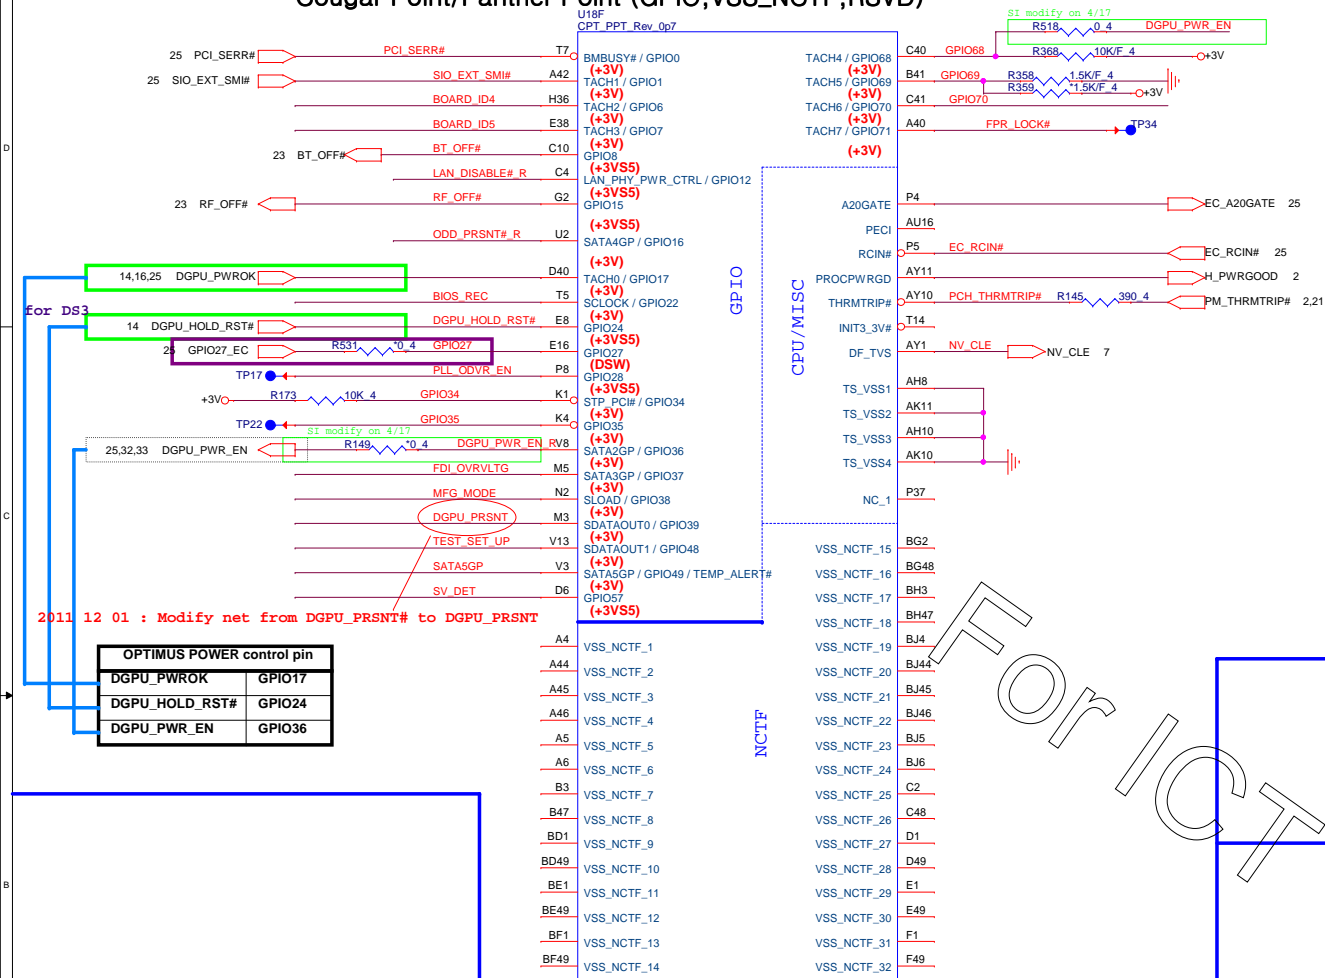 Cougar Point/Panther Point (GPIO,VSS_NCTF,RSVD)
U18F
CPT_PPT_Rev_0p7
SI modify on 4/17
R518 0_4 DGPU_PWR_EN
25 PCI_SERR# PCI_SERR# T7 BMBUSY# / GPIO0
(+3V)
25 SIO_EXT_SMI# SIO_EXT_SMI# A42 TACH1 / GPIO1
(+3V)
BOARD_ID4 H36 TACH2 / GPIO6
(+3V)
BOARD_ID5 E38 TACH3 / GPIO7
(+3V)
23 BT_OFF# BT_OFF# C10 GPIO8
(+3VS5)
LAN_DISABLE#_R C4 LAN_PHY_PWR_CTRL / GPIO12
(+3VS5)
23 RF_OFF# RF_OFF# G2 GPIO15
(+3VS5)
ODD_PRSNT#_R U2 SATA4GP / GPIO16
(+3V)
14,16,25 DGPU_PWROK D40 TACH0 / GPIO17
(+3V)
BIOS_REC T5 SCLOCK / GPIO22
(+3V)
for DS3
14 DGPU_HOLD_RST# DGPU_HOLD_RST# E8 GPIO24
(+3VS5)
25 GPIO27_EC R531 *0_4 GPIO27 E16 GPIO27
(DSW)
TP17 PLL_ODVR_EN P8 GPIO28
(+3VS5)
+3V R173 10K_4 GPIO34 K1 STP_PCI# / GPIO34
(+3V)
TP22 GPIO35 K4 GPIO35
(+3V)
SI modify on 4/17
25,32,33 DGPU_PWR_EN R149 *0_4 DGPU_PWR_EN_R V8 SATA2GP / GPIO36
(+3V)
FDI_OVRVLTG M5 SATA3GP / GPIO37
(+3V)
MFG_MODE N2 SLOAD / GPIO38
(+3V)
DGPU_PRSNT M3 SDATAOUT0 / GPIO39
(+3V)
TEST_SET_UP V13 SDATAOUT1 / GPIO48
(+3V)
SATA5GP V3 SATA5GP / GPIO49 / TEMP_ALERT#
(+3V)
SV_DET D6 GPIO57
(+3VS5)
2011 12 01 : Modify net from DGPU_PRSNT# to DGPU_PRSNT
TACH4 / GPIO68 C40 GPIO68 R368 10K/F_4 +3V
(+3V)
TACH5 / GPIO69 B41 GPIO69 R358 1.5K/F_4
R359 *1.5K/F_4 +3V
(+3V)
TACH6 / GPIO70 C41 GPIO70
(+3V)
TACH7 / GPIO71 A40 FPR_LOCK# TP34
(+3V)
A20GATE P4 EC_A20GATE 25
PECI AU16
RCIN# P5 EC_RCIN# EC_RCIN# 25
PROCPWRGD AY11 H_PWRGOOD 2
THRMTRIP# AY10 PCH_THRMTRIP# R145 390_4 PM_THRMTRIP# 2,21
INIT3_3V# T14
DF_TVS AY1 NV_CLE NV_CLE 7
TS_VSS1 AH8
TS_VSS2 AK11
TS_VSS3 AH10
TS_VSS4 AK10
NC_1 P37
GPIO
CPU/MISC
NCTF
OPTIMUS POWER control pin
DGPU_PWROK GPIO17
DGPU_HOLD_RST# GPIO24
DGPU_PWR_EN GPIO36
A4 VSS_NCTF_1
A44 VSS_NCTF_2
A45 VSS_NCTF_3
A46 VSS_NCTF_4
A5 VSS_NCTF_5
A6 VSS_NCTF_6
B3 VSS_NCTF_7
B47 VSS_NCTF_8
BD1 VSS_NCTF_9
BD49 VSS_NCTF_10
BE1 VSS_NCTF_11
BE49 VSS_NCTF_12
BF1 VSS_NCTF_13
BF49 VSS_NCTF_14
VSS_NCTF_15 BG2
VSS_NCTF_16 BG48
VSS_NCTF_17 BH3
VSS_NCTF_18 BH47
VSS_NCTF_19 BJ4
VSS_NCTF_20 BJ44
VSS_NCTF_21 BJ45
VSS_NCTF_22 BJ46
VSS_NCTF_23 BJ5
VSS_NCTF_24 BJ6
VSS_NCTF_25 C2
VSS_NCTF_26 C48
VSS_NCTF_27 D1
VSS_NCTF_28 D49
VSS_NCTF_29 E1
VSS_NCTF_30 E49
VSS_NCTF_31 F1
VSS_NCTF_32 F49
D
C
B
For ICT